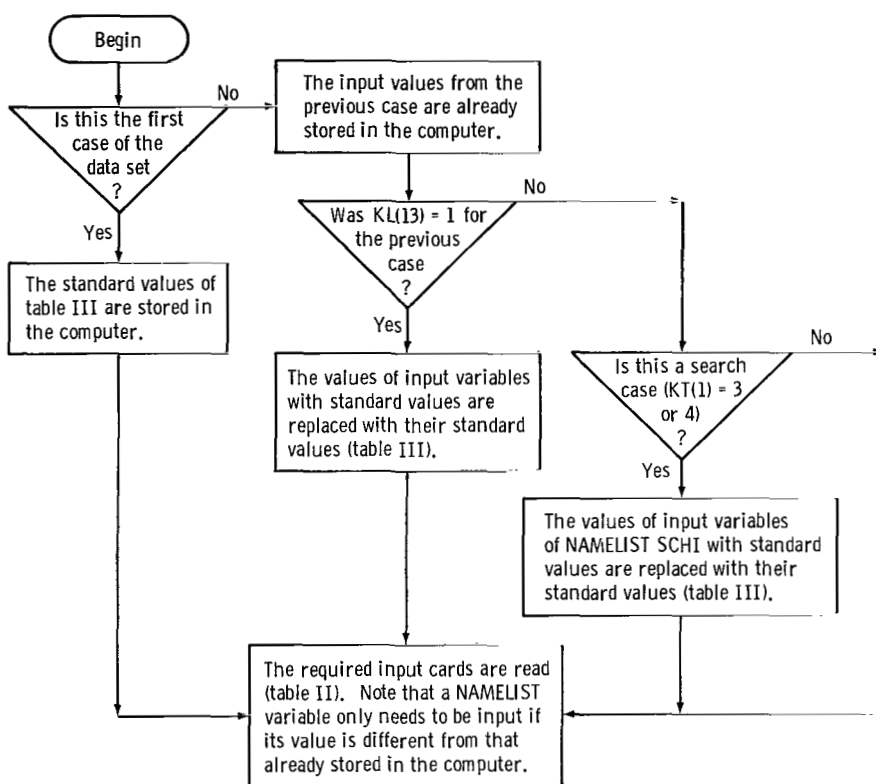 Begin
No
Is this the first
case of the
data set
?
Yes
The input values from the
previous case are already
stored in the computer.
No
Was KL(13) = 1 for
the previous
case
?
Yes
The standard values of
table III are stored in
the computer.
The values of input variables
with standard values are
replaced with their standard
values (table III).
No
Is this a search
case (KT(1) = 3
or 4)
?
Yes
The values of input variables
of NAMELIST SCHI with standard
values are replaced with their
standard values (table III).
The required input cards are read
(table II). Note that a NAMELIST
variable only needs to be input if
its value is different from that
already stored in the computer.